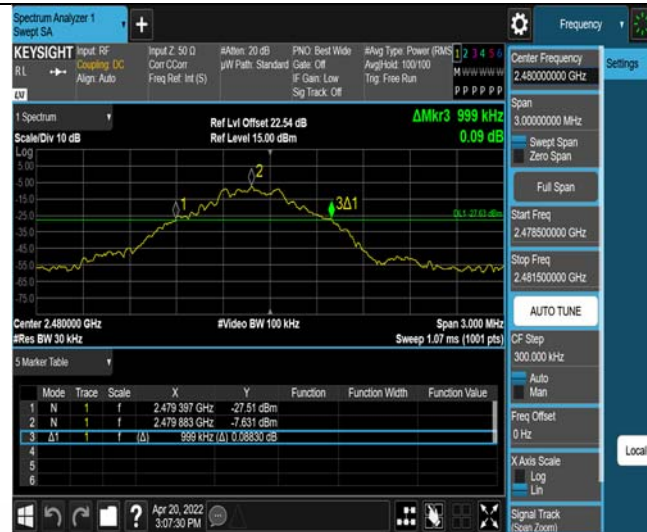 Spectrum Analyzer 1
Swept SA
+
Frequency
KEYSIGHT
RL
LXI
Input: RF
Coupling: DC
Align: Auto
Input Z: 50 Ω
Corr CCorr
Freq Ref: Int (S)
#Atten: 20 dB
µW Path: Standard
PNO: Best Wide
Gate: Off
IF Gain: Low
Sig Track: Off
#Avg Type: Power (RMS
Avg|Hold: 100/100
Trig: Free Run
1 2 3 4 5 6
M W W W W W
P P P P P P
1 Spectrum
Scale/Div 10 dB
Ref Lvl Offset 22.54 dB
Ref Level 15.00 dBm
ΔMkr3 999 kHz
0.09 dB
Log
5.00
-5.00
-15.0
-25.0
-35.0
-45.0
-55.0
-65.0
-75.0
1
2
3Δ1
DL1 -27.63 dBm
Center 2.480000 GHz
#Res BW 30 kHz
#Video BW 100 kHz
Span 3.000 MHz
Sweep 1.07 ms (1001 pts)
5 Marker Table
Mode Trace Scale X Y Function Function Width Function Value
1 N 1 f 2.479 397 GHz -27.51 dBm
2 N 1 f 2.479 883 GHz -7.631 dBm
3 Δ1 1 f (Δ) 999 kHz (Δ) 0.08830 dB
4
5
6
?
Apr 20, 2022
3:07:30 PM
Center Frequency
2.480000000 GHz
Settings
Span
3.00000000 MHz
Swept Span
Zero Span
Full Span
Start Freq
2.478500000 GHz
Stop Freq
2.481500000 GHz
AUTO TUNE
CF Step
300.000 kHz
Auto
Man
Freq Offset
0 Hz
X Axis Scale
Log
Lin
Local
Signal Track
(Span Zoom)